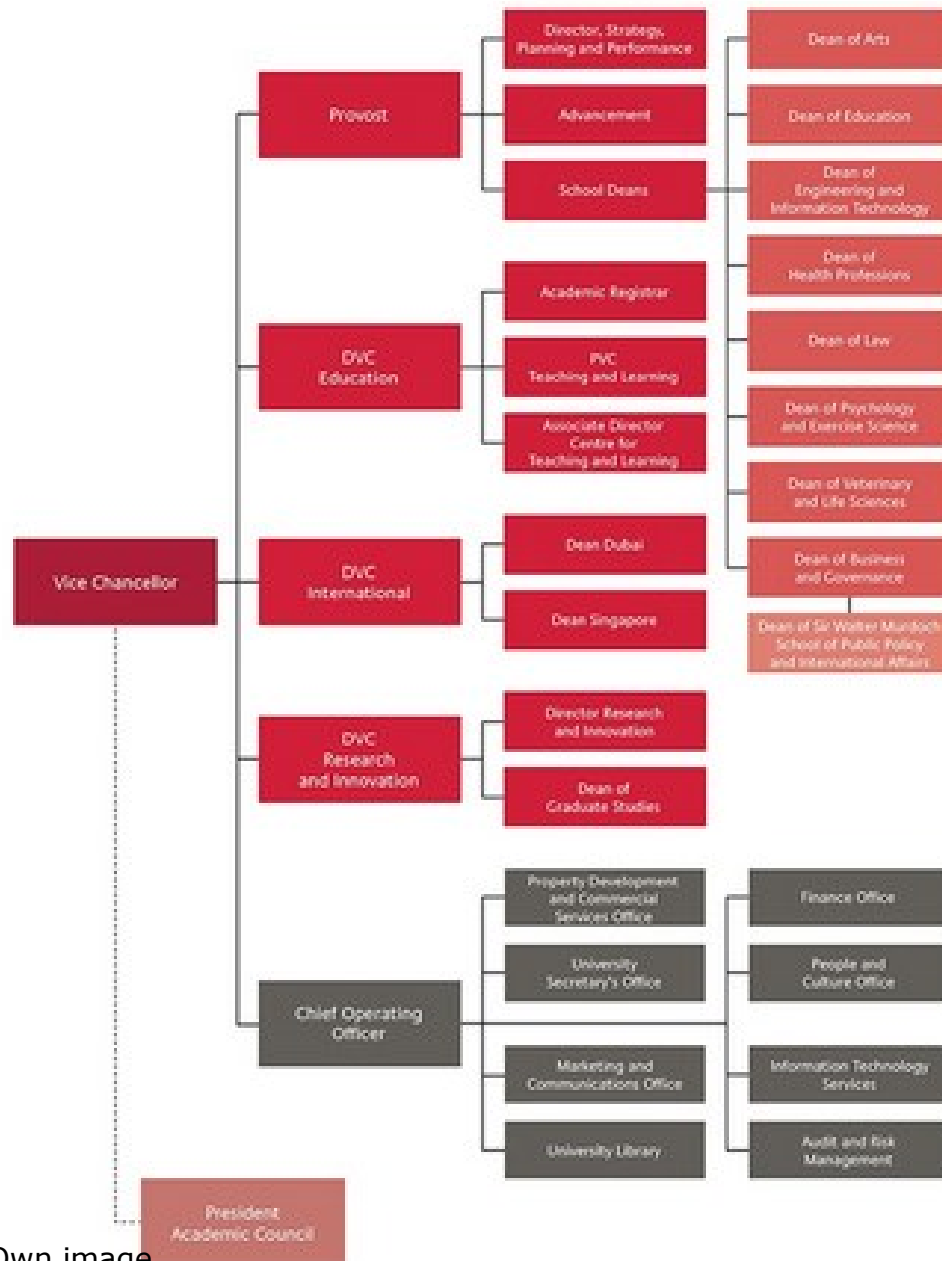 Director, Strategy,
Planning and Performance
Dean of Arts
Provost
Advancement
Dean of Education
School Deans
Dean of
Engineering and
Information Technology
Dean of
Health Professions
Academic Registrar
Dean of Law
DVC
Education
PVC
Teaching and Learning
Dean of Psychology
and Exercise Science
Associate Director
Centre for
Teaching and Learning
Dean of Veterinary
and Life Sciences
Vice Chancellor
DVC
International
Dean Dubai
Dean of Business
and Governance
Dean Singapore
Dean of Sir Walter Murdoch
School of Public Policy
and International Affairs
DVC
Research
and Innovation
Director Research
and Innovation
Dean of
Graduate Studies
Chief Operating
Officer
Property Development
and Commercial
Services Office
Finance Office
University
Secretary's Office
People and
Culture Office
Marketing and
Communications Office
Information Technology
Services
University Library
Audit and Risk
Management
President
Academic Council
Own image